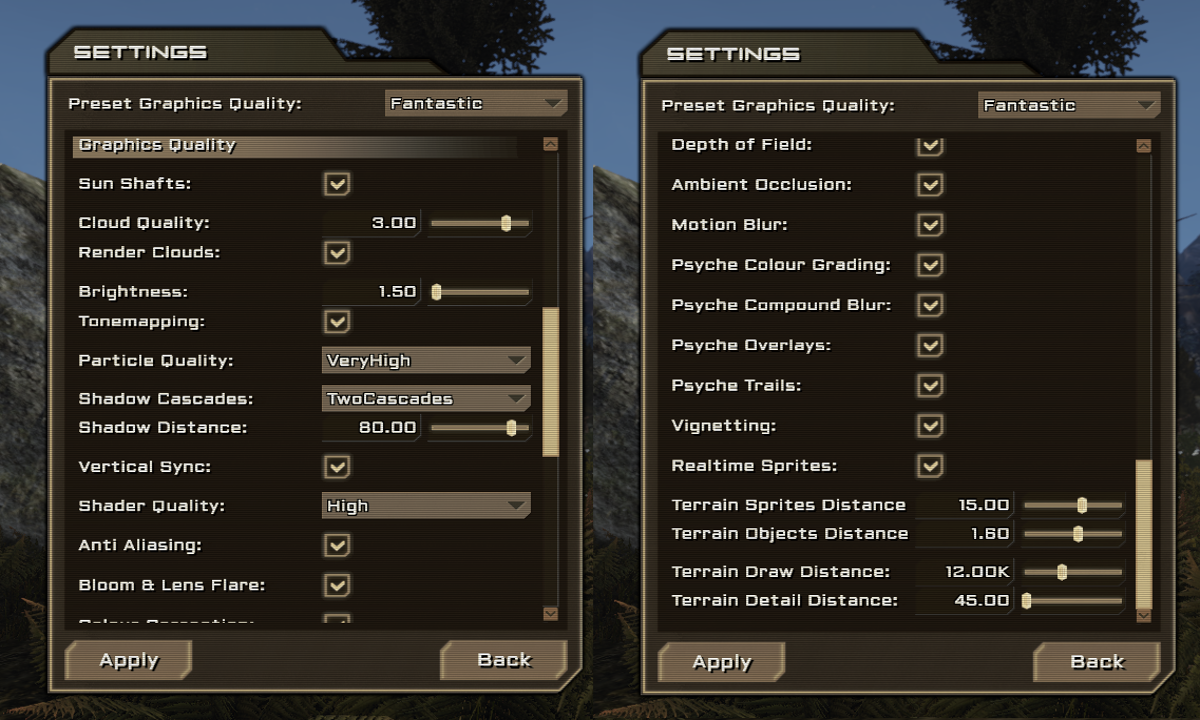 SETTINGS
Preset Graphics Quality: Fantastic
Graphics Quality
Sun Shafts:
Cloud Quality: 3.00
Render Clouds:
Brightness: 1.50
Tonemapping:
Particle Quality: VeryHigh
Shadow Cascades: TwoCascades
Shadow Distance: 80.00
Vertical Sync:
Shader Quality: High
Anti Aliasing:
Bloom & Lens Flare:
Apply Back
SETTINGS
Preset Graphics Quality: Fantastic
Depth of Field:
Ambient Occlusion:
Motion Blur:
Psyche Colour Grading:
Psyche Compound Blur:
Psyche Overlays:
Psyche Trails:
Vignetting:
Realtime Sprites:
Terrain Sprites Distance 15.00
Terrain Objects Distance 1.60
Terrain Draw Distance: 12.00K
Terrain Detail Distance: 45.00
Apply Back